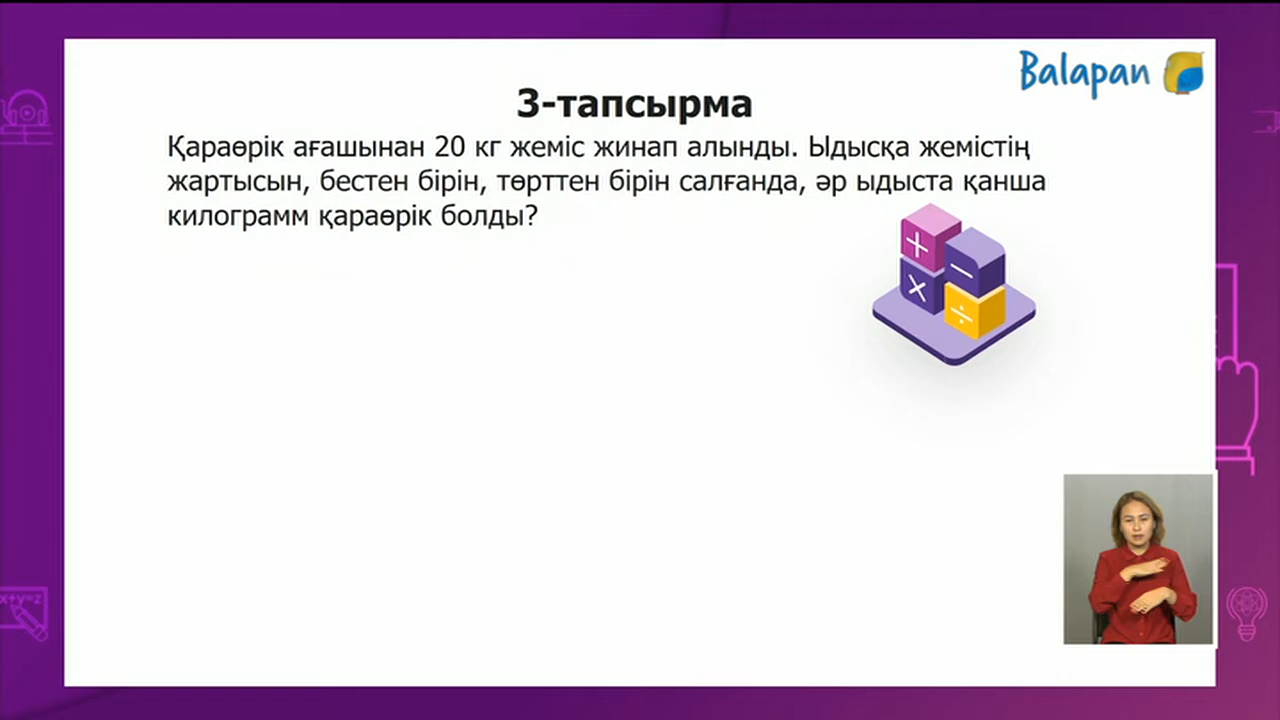 Balapan
3-тапсырма
Қараөрік ағашынан 20 кг жеміс жинап алынды. Ыдысқа жемістің
жартысын, бестен бірін, төрттен бірін салғанда, әр ыдыста қанша
килограмм қараөрік болды?
x+y=z